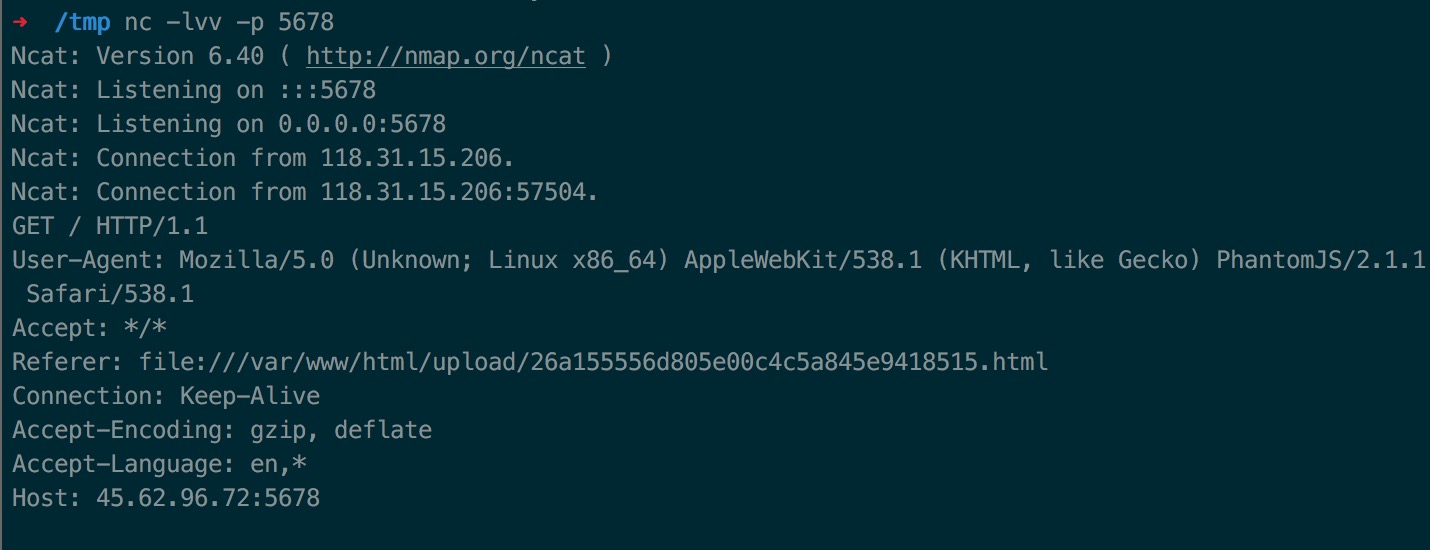 ➜ /tmp nc -lvv -p 5678
Ncat: Version 6.40 ( http://nmap.org/ncat )
Ncat: Listening on :::5678
Ncat: Listening on 0.0.0.0:5678
Ncat: Connection from 118.31.15.206.
Ncat: Connection from 118.31.15.206:57504.
GET / HTTP/1.1
User-Agent: Mozilla/5.0 (Unknown; Linux x86_64) AppleWebKit/538.1 (KHTML, like Gecko) PhantomJS/2.1.1
Safari/538.1
Accept: */*
Referer: file:///var/www/html/upload/26a155556d805e00c4c5a845e9418515.html
Connection: Keep-Alive
Accept-Encoding: gzip, deflate
Accept-Language: en,*
Host: 45.62.96.72:5678